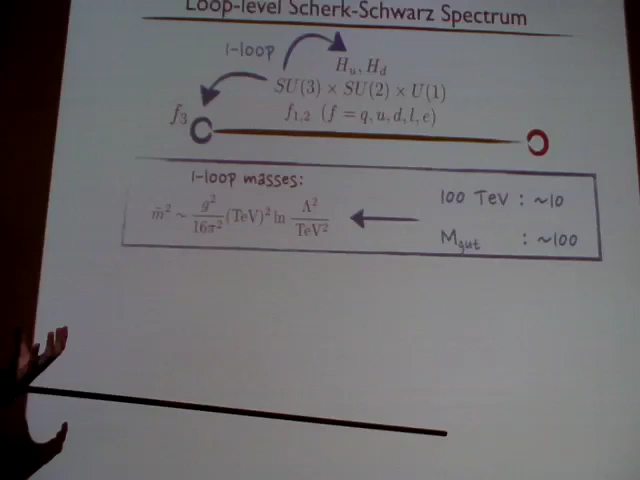 Loop-level Scherk-Schwarz Spectrum
1-loop
H_u, H_d
SU(3) × SU(2) × U(1)
f_3
f_{1,2} (f = q, u, d, l, e)
1-loop masses:
m̃² ~ g²/16π² (TeV)² ln Λ²/TeV²
100 TeV : ~10
M_gut : ~100